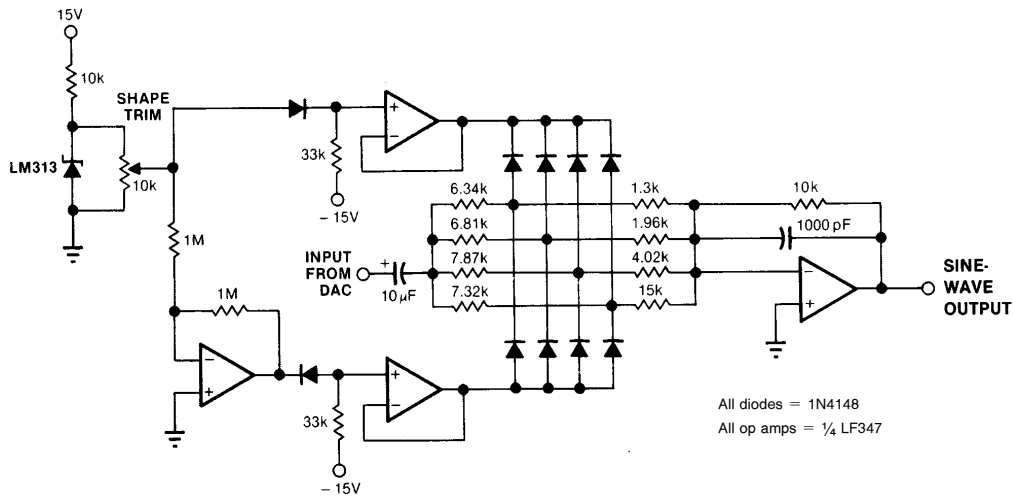 15V
10k
SHAPE
TRIM
LM313
10k
33k
− 15V
+
−
6.34k
1.3k
10k
6.81k
1.96k
1000 pF
1M
INPUT
FROM
DAC
+
10 μF
7.87k
4.02k
7.32k
15k
−
+
SINE-
WAVE
OUTPUT
1M
−
+
+
−
33k
− 15V
All diodes = 1N4148
All op amps = ¼ LF347